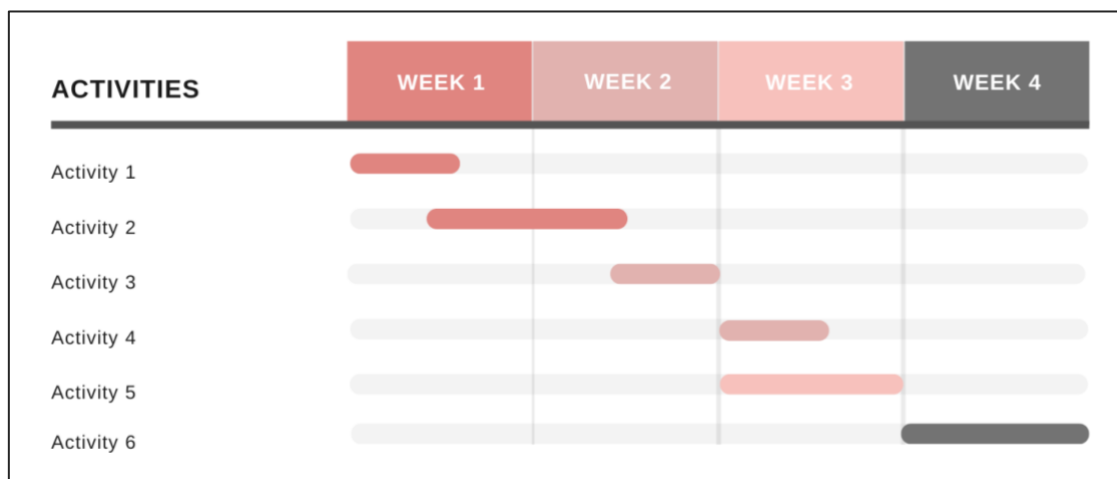 ACTIVITIES
WEEK 1
WEEK 2
WEEK 3
WEEK 4
Activity 1
Activity 2
Activity 3
Activity 4
Activity 5
Activity 6